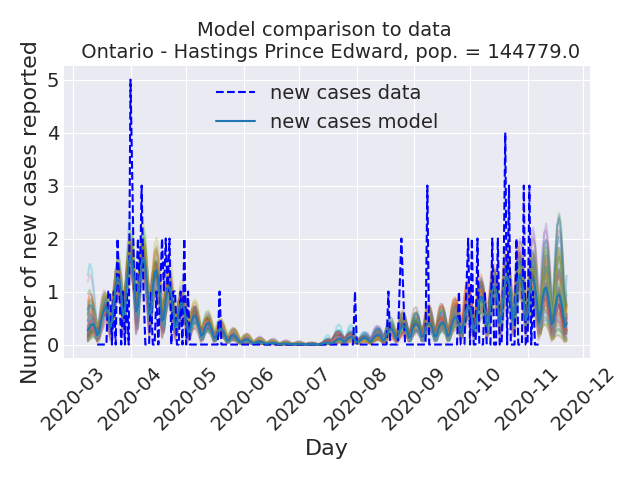 Model comparison to data
Ontario - Hastings Prince Edward, pop. = 144779.0
Number of new cases reported
5
4
3
2
1
0
new cases data
new cases model
2020-03
2020-04
2020-05
2020-06
2020-07
2020-08
2020-09
2020-10
2020-11
2020-12
Day